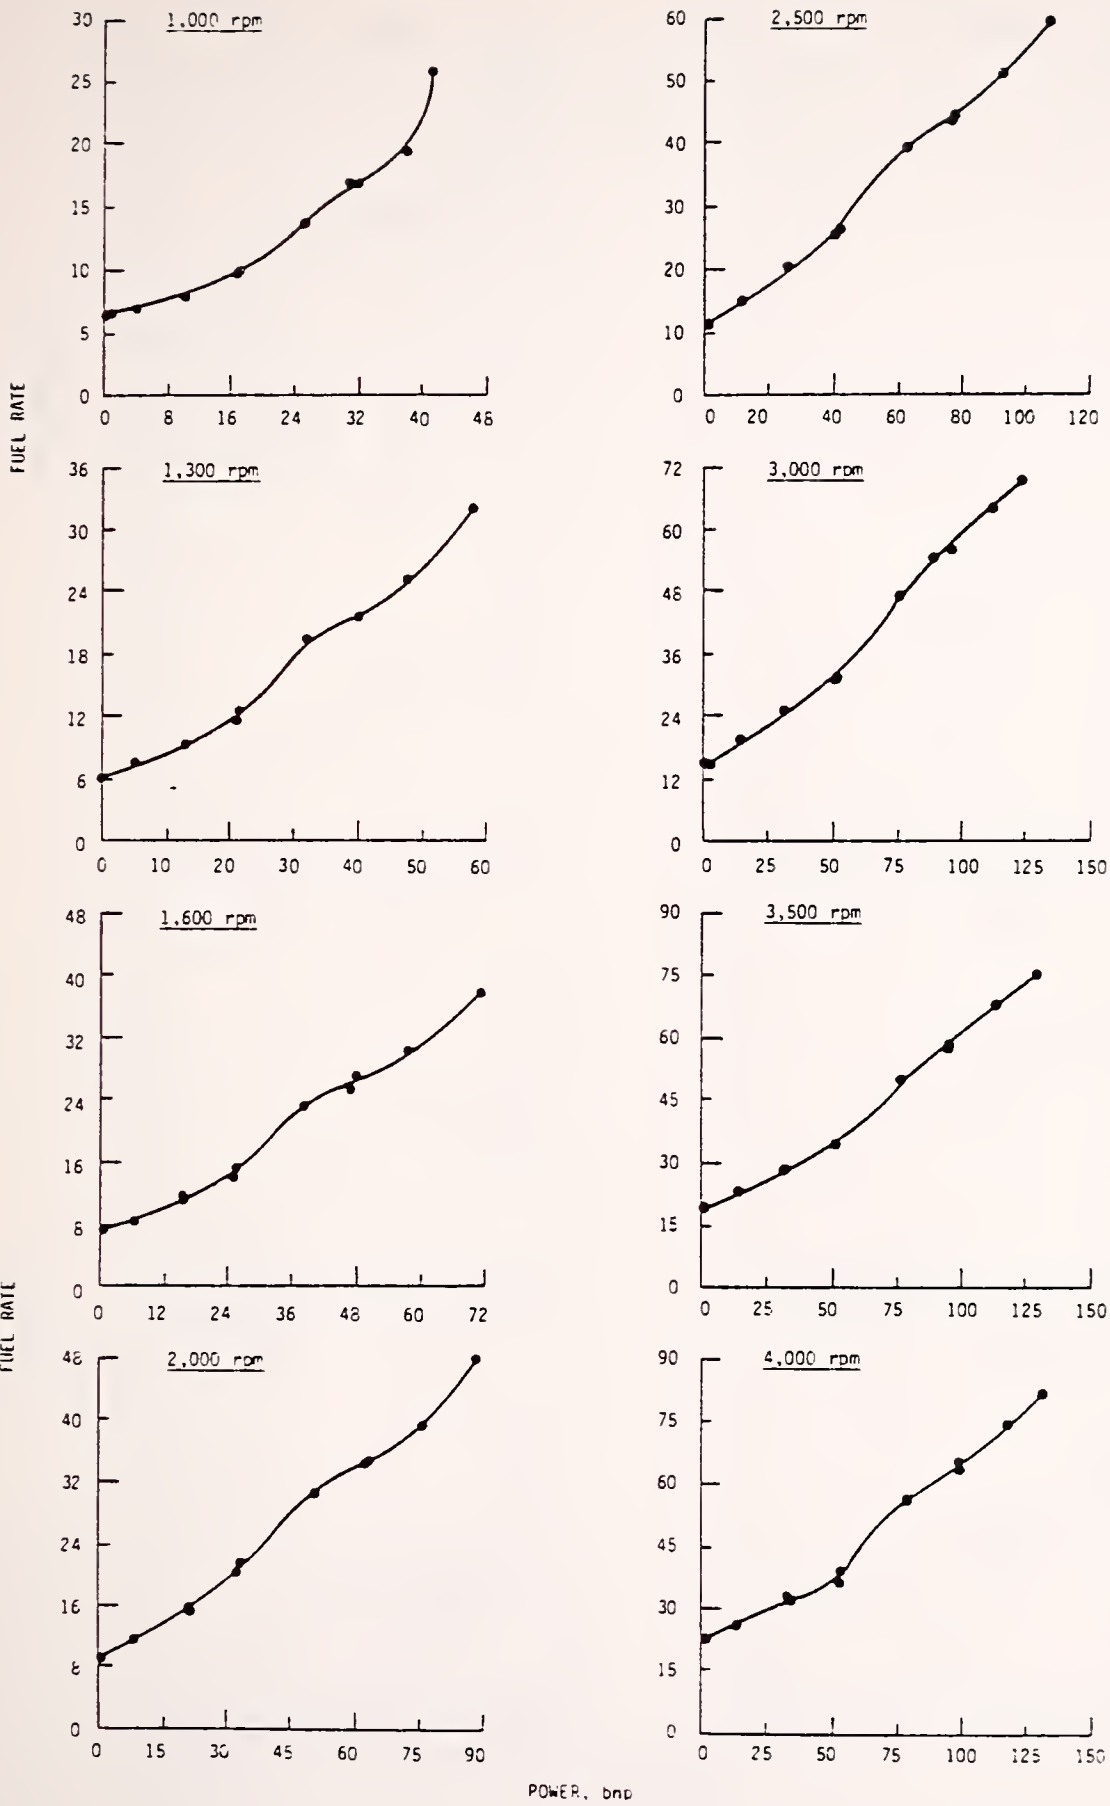 1,000 rpm
30
25
20
15
10
5
0
0 8 16 24 32 40 48
2,500 rpm
60
50
40
30
20
10
0
0 20 40 60 80 100 120
FUEL RATE
1,300 rpm
36
30
24
18
12
6
0
0 10 20 30 40 50 60
3,000 rpm
72
60
48
36
24
12
0
0 25 50 75 100 125 150
1,600 rpm
48
40
32
24
16
8
0
0 12 24 36 48 60 72
3,500 rpm
90
75
60
45
30
15
0
0 25 50 75 100 125 150
FUEL RATE
2,000 rpm
48
40
32
24
16
8
0
0 15 30 45 60 75 90
4,000 rpm
90
75
60
45
30
15
0
0 25 50 75 100 125 150
POWER, bhp